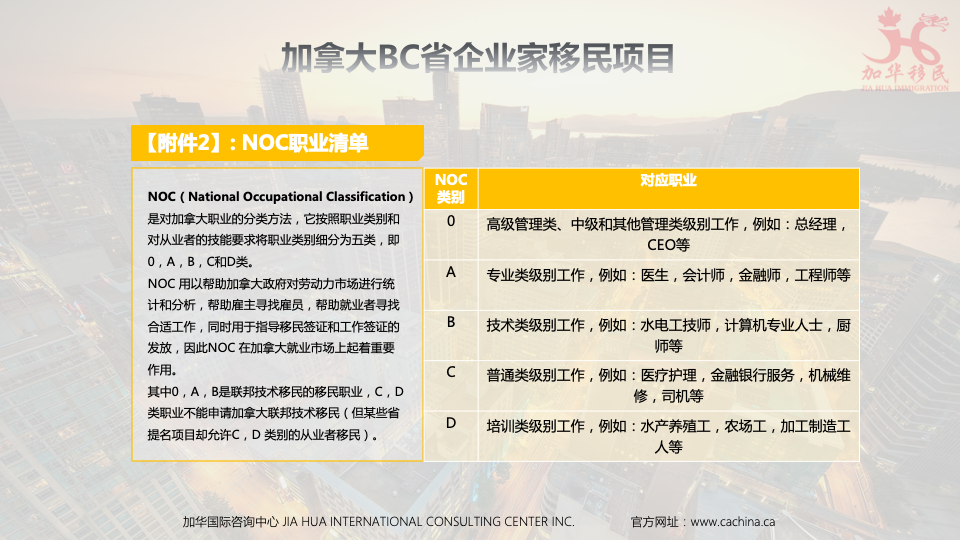 加拿大BC省企业家移民项目
加华移民
JIA HUA IMMIGRATION
【附件2】：NOC职业清单
NOC（National Occupational Classification）
是对加拿大职业的分类方法，它按照职业类别和
对从业者的技能要求将职业类别细分为五类，即
0，A，B，C和D类。
NOC 用以帮助加拿大政府对劳动力市场进行统
计和分析，帮助雇主寻找雇员，帮助就业者寻找
合适工作，同时用于指导移民签证和工作签证的
发放，因此NOC 在加拿大就业市场上起着重要
作用。
其中0，A，B是联邦技术移民的移民职业，C，D
类职业不能申请加拿大联邦技术移民（但某些省
提名项目却允许C，D 类别的从业者移民）。
NOC
类别
对应职业
0
高级管理类、中级和其他管理类级别工作，例如：总经理，
CEO等
A
专业类级别工作，例如：医生，会计师，金融师，工程师等
B
技术类级别工作，例如：水电工技师，计算机专业人士，厨
师等
C
普通类级别工作，例如：医疗护理，金融银行服务，机械维
修，司机等
D
培训类级别工作，例如：水产养殖工，农场工，加工制造工
人等
加华国际咨询中心 JIA HUA INTERNATIONAL CONSULTING CENTER INC.
官方网址：www.cachina.ca